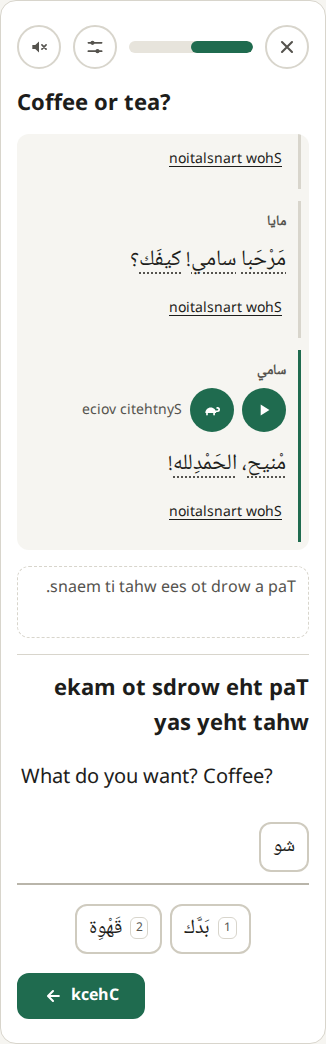 Coffee or tea?
noitalsnart wohS
مايا
مَرْحَبا سامي! كيفَك؟
noitalsnart wohS
سامي
eciov citehtnyS
مْنيح، الحَمْدِلله!
noitalsnart wohS
.snaem ti tahw ees ot drow a paT
ekam ot sdrow eht paT
yas yeht tahw
What do you want? Coffee?
شو
1 بَدَّك
2 قَهْوِة
kcehC